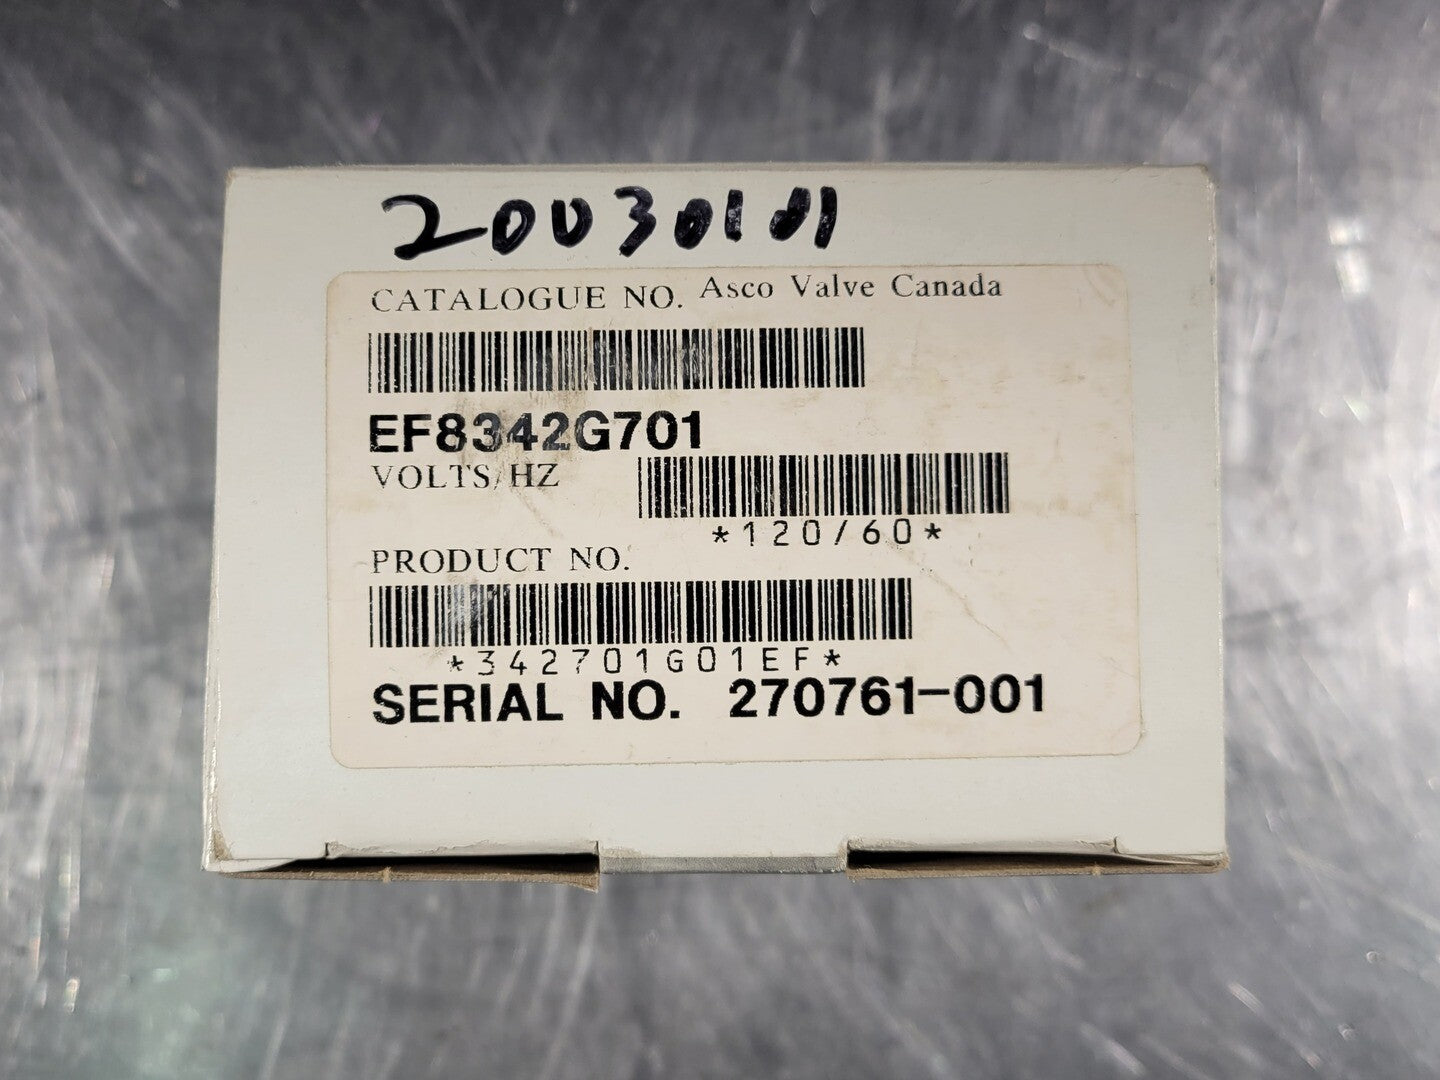 20030101
CATALOGUE NO. Asco Valve Canada
EF8342G701
VOLTS/HZ
*120/60*
PRODUCT NO.
*342701G01EF*
SERIAL NO. 270761-001